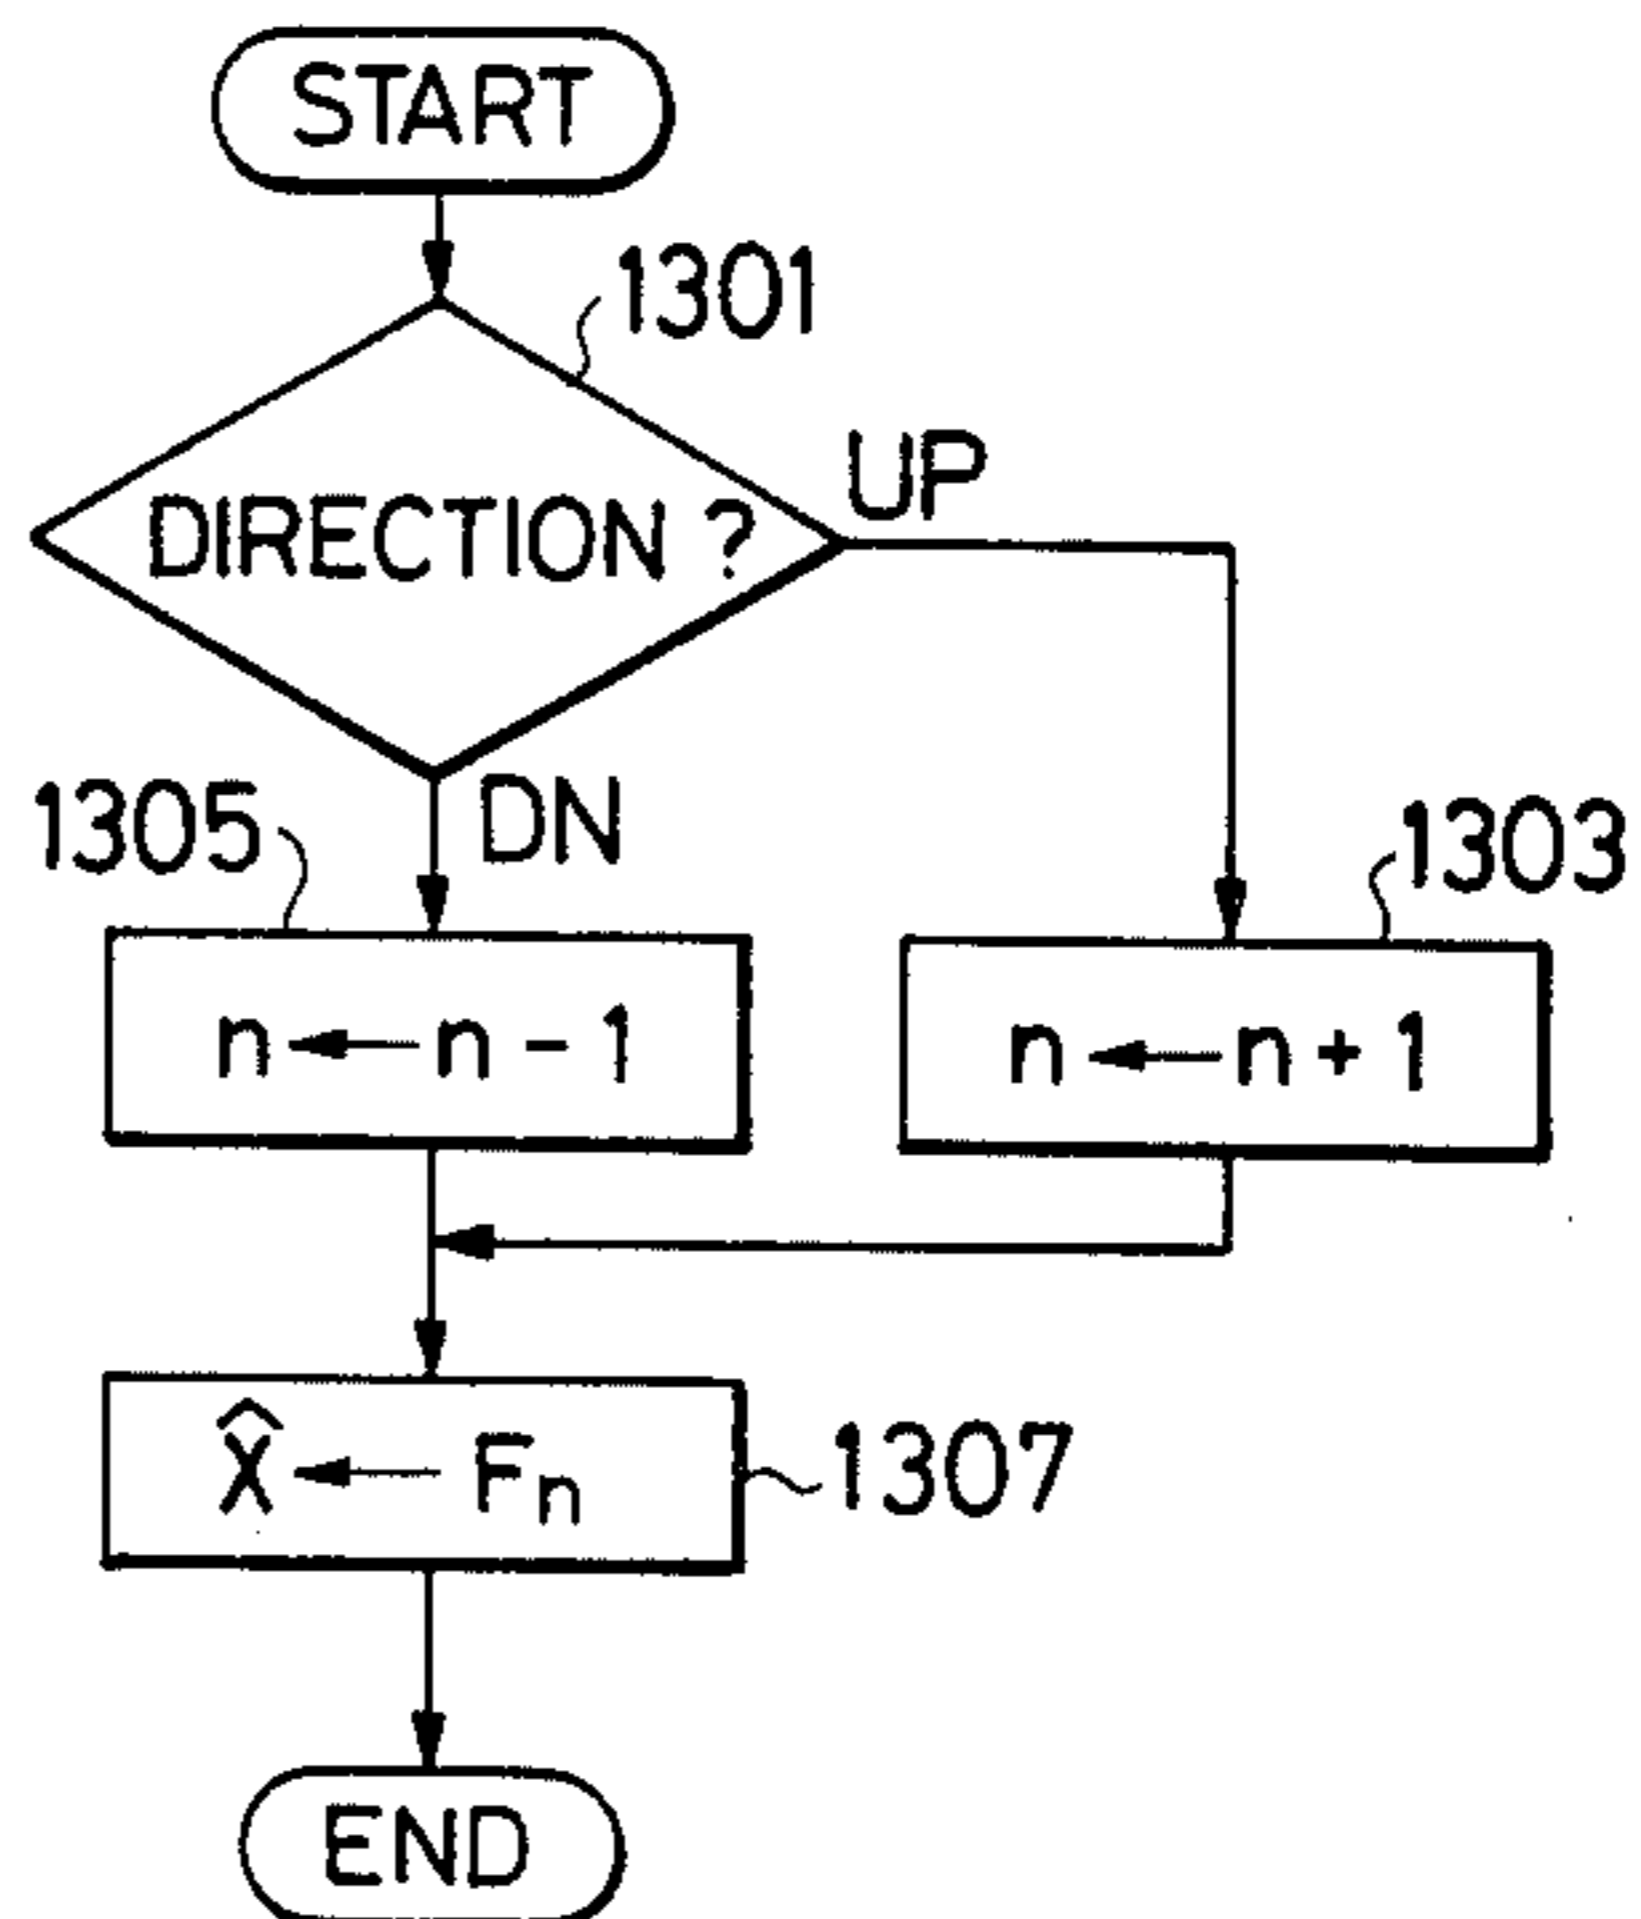 START
1301
DIRECTION ?
UP
1305
DN
1303
n ← n - 1
n ← n + 1
X̂ ← Fn
1307
END